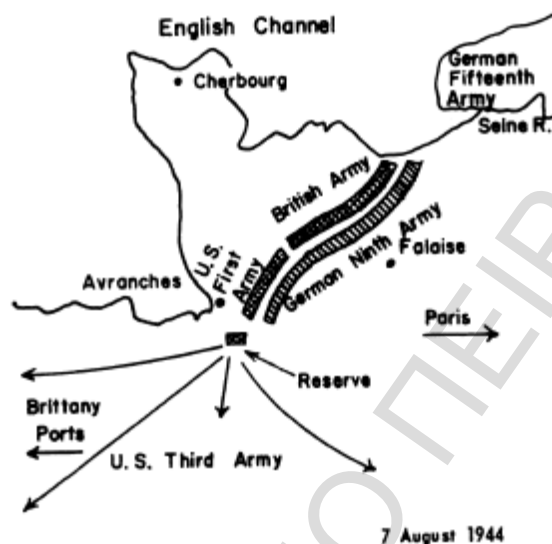 English Channel
Cherbourg
German
Fifteenth
Army
Seine R.
British Army
U.S.
First
Army
German Ninth Army
Falaise
Avranches
Paris
Reserve
Brittany
Ports
U.S. Third Army
7 August 1944